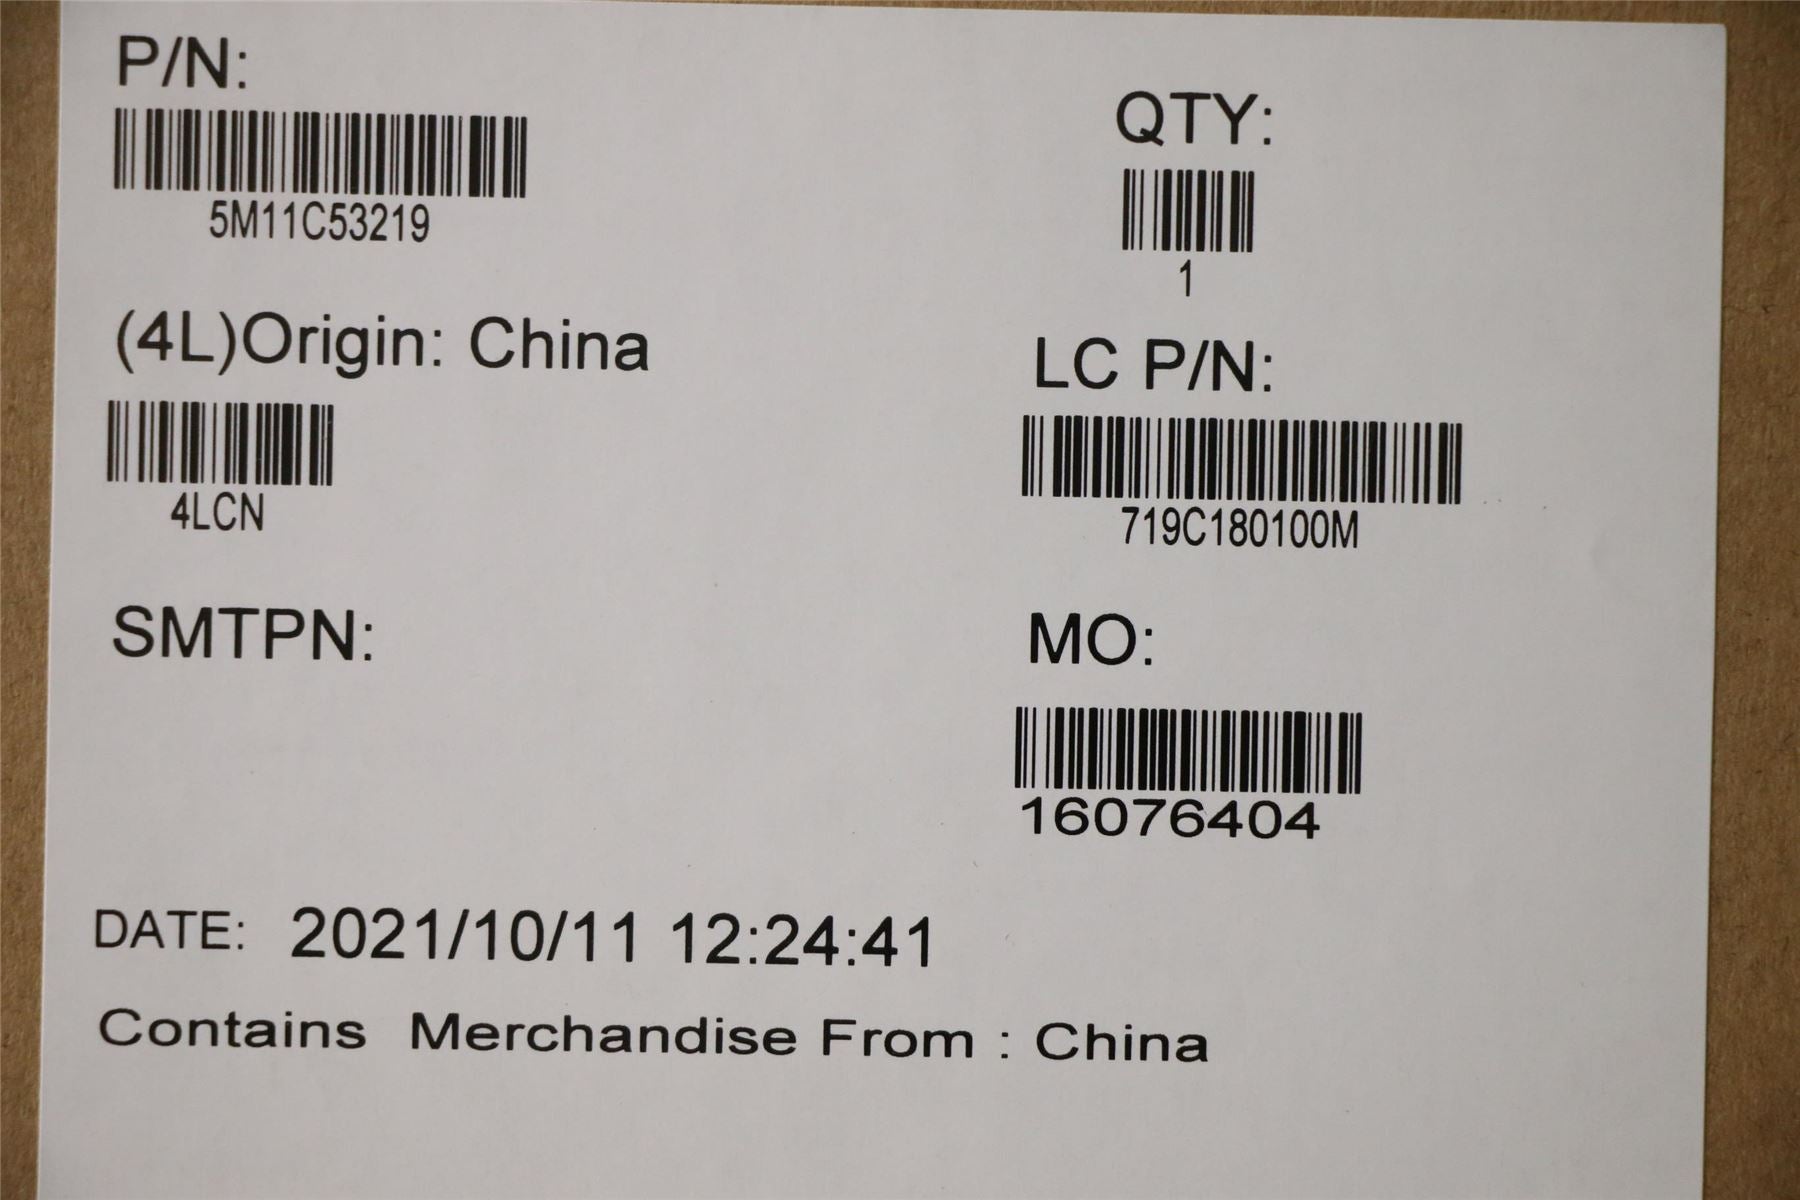 P/N:
5M11C53219
QTY:
1
(4L)Origin: China
4LCN
LC P/N:
719C180100M
SMTPN:
MO:
16076404
DATE: 2021/10/11 12:24:41
Contains Merchandise From : China